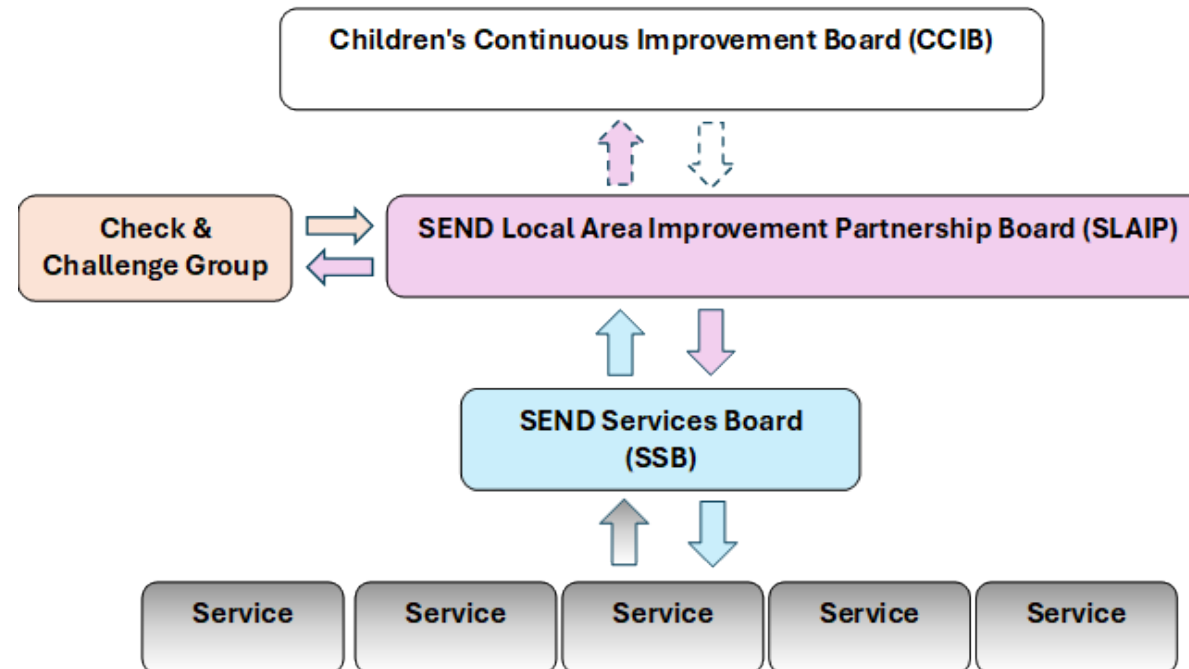 Children's Continuous Improvement Board (CCIB)
Check &
Challenge Group
SEND Local Area Improvement Partnership Board (SLAIP)
SEND Services Board
(SSB)
Service
Service
Service
Service
Service